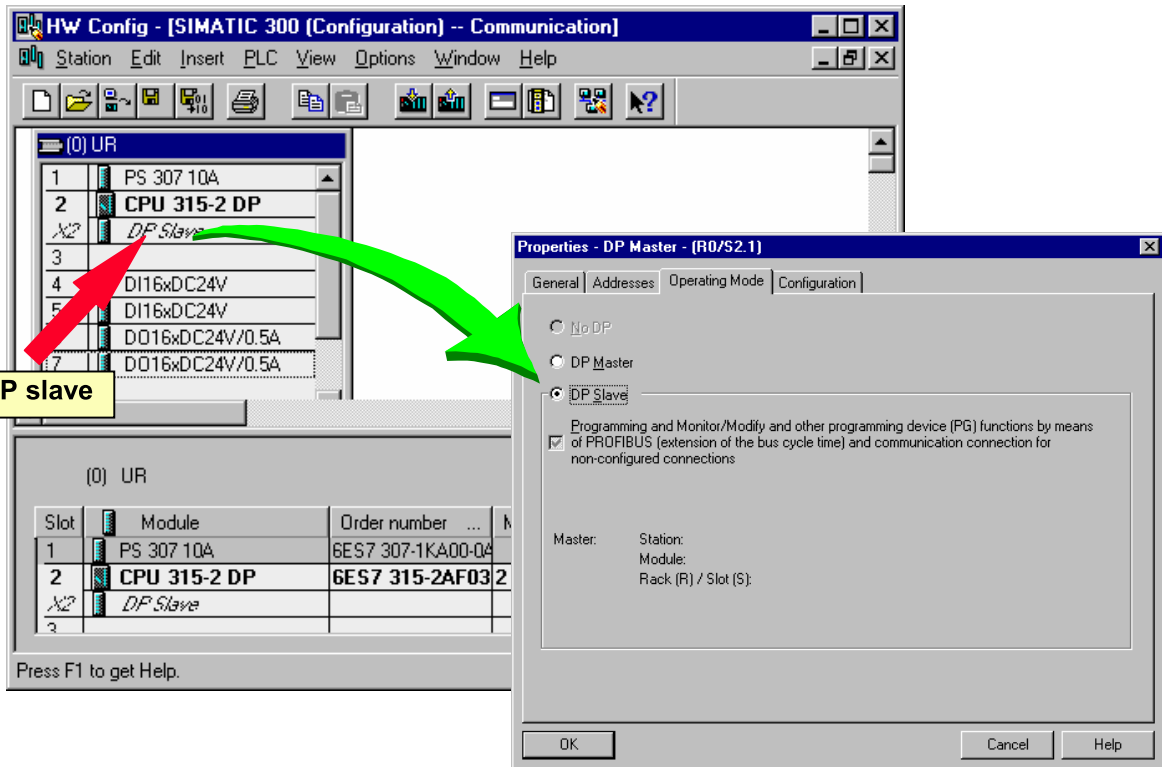 HW Config - [SIMATIC 300 (Configuration) -- Communication]
Station Edit Insert PLC View Options Window Help
(0) UR
1 PS 307 10A
2 CPU 315-2 DP
X2 DP Slave
3
4 DI16xDC24V
5 DI16xDC24V
DO16xDC24V/0.5A
7 DO16xDC24V/0.5A
P slave
(0) UR
Slot Module Order number ... M
1 PS 307 10A 6ES7 307-1KA00-0A
2 CPU 315-2 DP 6ES7 315-2AF03 2
X2 DP Slave
3
Press F1 to get Help.
Properties - DP Master - (R0/S2.1)
General Addresses Operating Mode Configuration
No DP
DP Master
DP Slave
Programming and Monitor/Modify and other programming device (PG) functions by means
of PROFIBUS (extension of the bus cycle time) and communication connection for
non-configured connections
Master: Station:
Module:
Rack (R) / Slot (S):
OK Cancel Help